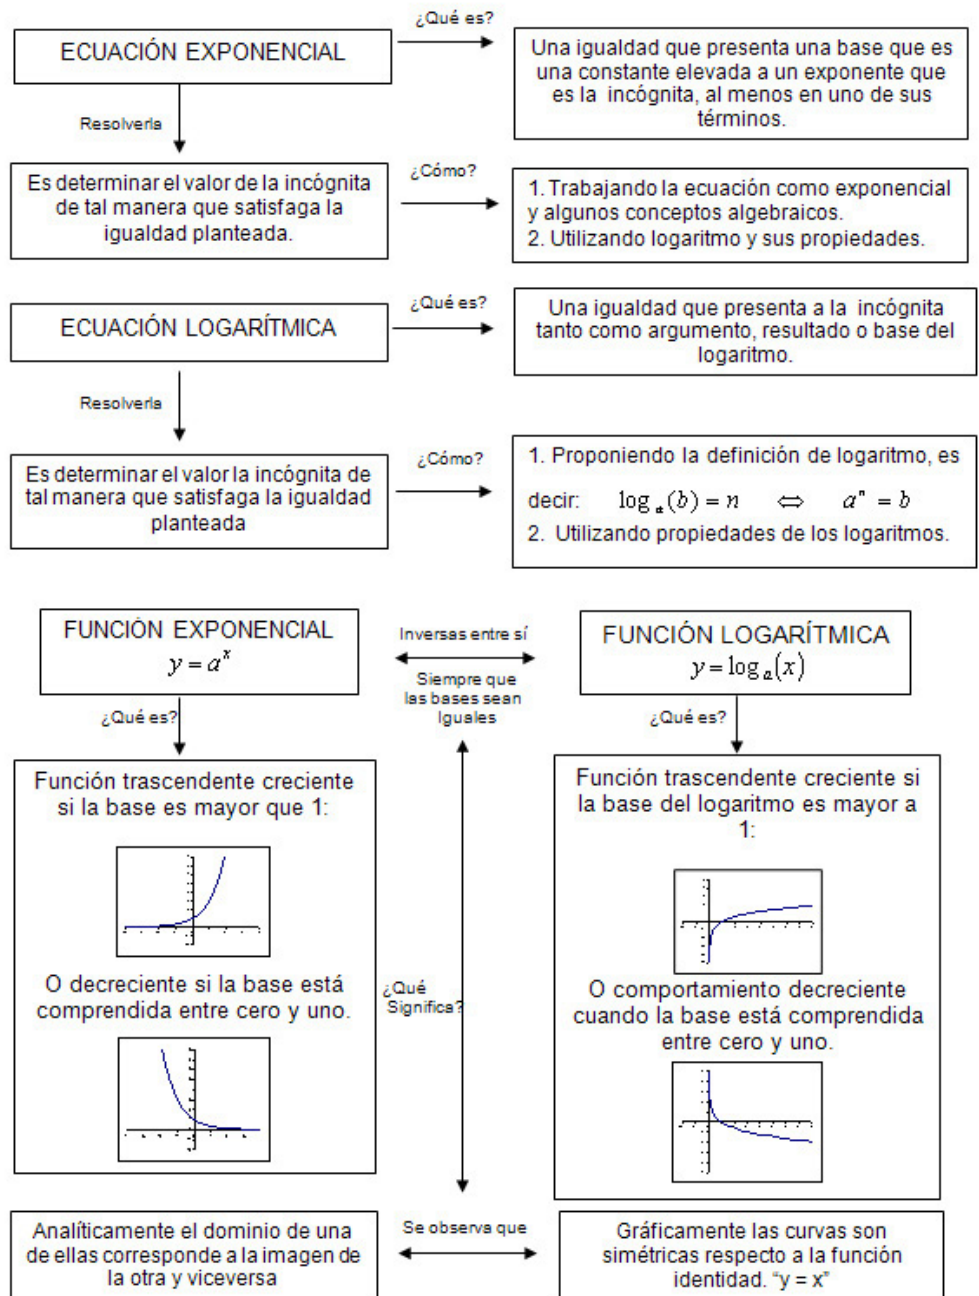 ¿Qué es?
ECUACIÓN EXPONENCIAL
Una igualdad que presenta una base que es
una constante elevada a un exponente que
es la incógnita, al menos en uno de sus
términos.
Resolverla
Es determinar el valor de la incógnita
de tal manera que satisfaga la
igualdad planteada.
¿Cómo?
1. Trabajando la ecuación como exponencial
y algunos conceptos algebraicos.
2. Utilizando logaritmo y sus propiedades.
ECUACIÓN LOGARÍTMICA
¿Qué es?
Una igualdad que presenta a la incógnita
tanto como argumento, resultado o base del
logaritmo.
Resolverla
Es determinar el valor la incógnita de
tal manera que satisfaga la igualdad
planteada
¿Cómo?
1. Proponiendo la definición de logaritmo, es
decir: log a (b) = n ⇔ a^n = b
2. Utilizando propiedades de los logaritmos.
FUNCIÓN EXPONENCIAL
y = a^x
Inversas entre sí
Siempre que
las bases sean
Iguales
FUNCIÓN LOGARÍTMICA
y = log a (x)
¿Qué es?
¿Qué es?
Función trascendente creciente
si la base es mayor que 1:
O decreciente si la base está
comprendida entre cero y uno.
¿Qué
Significa?
Función trascendente creciente si
la base del logaritmo es mayor a
1:
O comportamiento decreciente
cuando la base está comprendida
entre cero y uno.
Analíticamente el dominio de una
de ellas corresponde a la imagen de
la otra y viceversa
Se observa que
Gráficamente las curvas son
simétricas respecto a la función
identidad. "y = x"